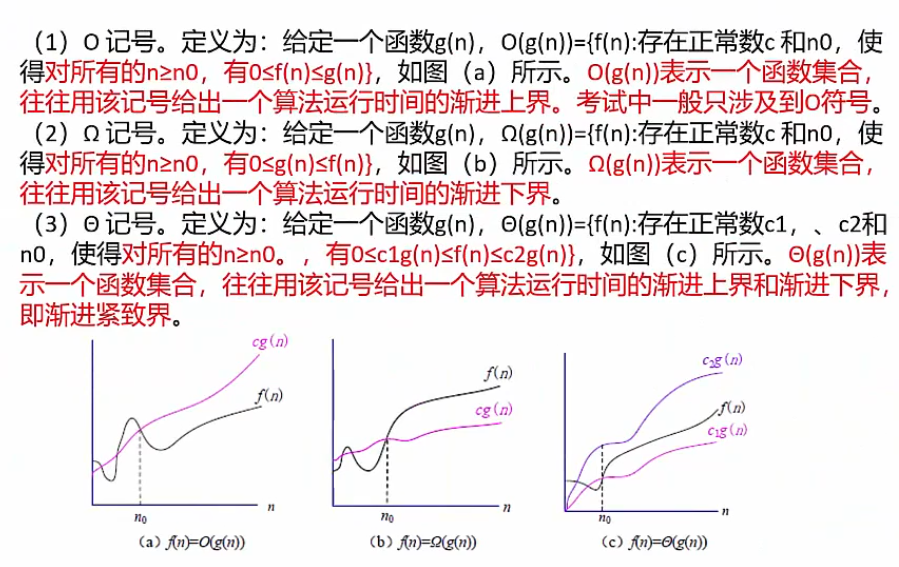 （1）O 记号。定义为：给定一个函数g(n)，O(g(n))={f(n):存在正常数c 和n0，使
得对所有的n≥n0，有0≤f(n)≤g(n)}，如图（a）所示。O(g(n))表示一个函数集合，
往往用该记号给出一个算法运行时间的渐进上界。考试中一般只涉及到O符号。
（2）Ω 记号。定义为：给定一个函数g(n)，Ω(g(n))={f(n):存在正常数c 和n0，使
得对所有的n≥n0，有0≤g(n)≤f(n)}，如图（b）所示。Ω(g(n))表示一个函数集合，
往往用该记号给出一个算法运行时间的渐进下界。
（3）Θ 记号。定义为：给定一个函数g(n)，Θ(g(n))={f(n):存在正常数c1，、c2和
n0，使得对所有的n≥n0。，有0≤c1g(n)≤f(n)≤c2g(n)}，如图（c）所示。Θ(g(n))表
示一个函数集合，往往用该记号给出一个算法运行时间的渐进上界和渐进下界，
即渐进紧致界。
cg(n)
f(n)
n
n₀
（a）f(n)=O(g(n))
f(n)
cg(n)
n
n₀
（b）f(n)=Ω(g(n))
c₂g(n)
f(n)
c₁g(n)
n
n₀
（c）f(n)=Θ(g(n))